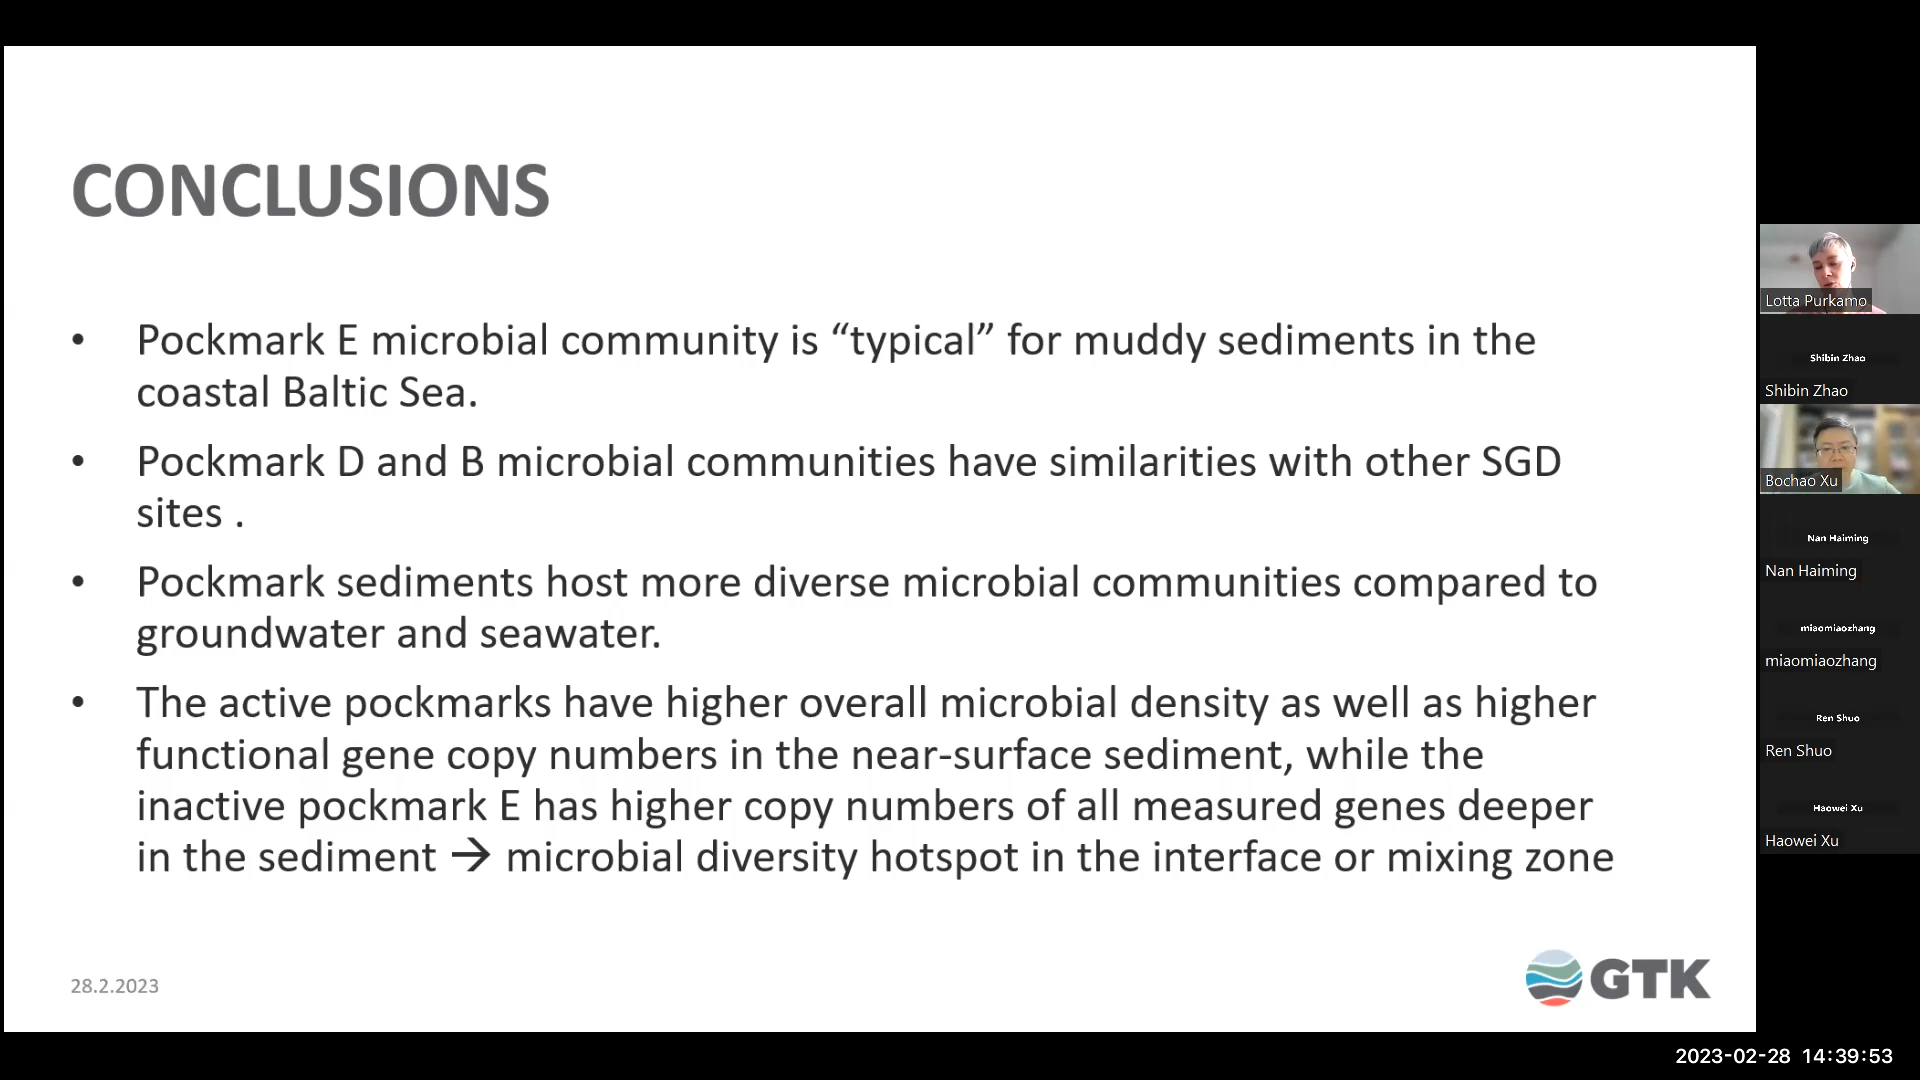 CONCLUSIONS
• Pockmark E microbial community is “typical” for muddy sediments in the
coastal Baltic Sea.
• Pockmark D and B microbial communities have similarities with other SGD
sites .
• Pockmark sediments host more diverse microbial communities compared to
groundwater and seawater.
• The active pockmarks have higher overall microbial density as well as higher
functional gene copy numbers in the near-surface sediment, while the
inactive pockmark E has higher copy numbers of all measured genes deeper
in the sediment → microbial diversity hotspot in the interface or mixing zone
28.2.2023
GTK
Lotta Purkamo
Shibin Zhao
Shibin Zhao
Bochao Xu
Nan Haiming
Nan Haiming
miaomiaozhang
miaomiaozhang
Ren Shuo
Ren Shuo
Haowei Xu
Haowei Xu
2023-02-28 14:39:53